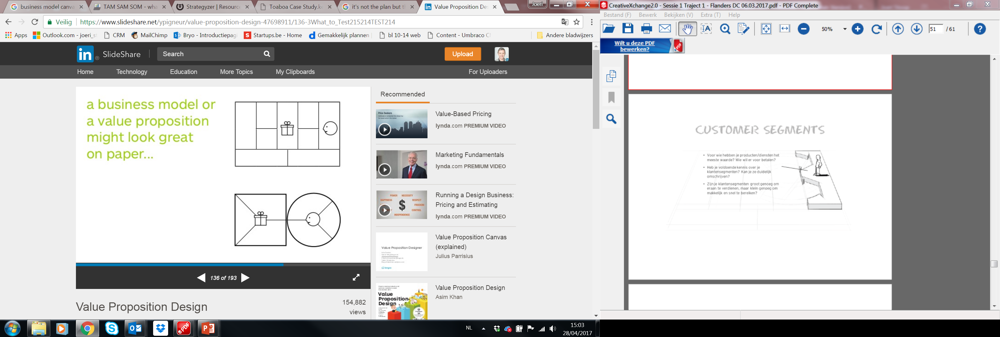 business model canva
TAM SAM SOM - wha
Strategyzer | Resource
Toaboa Case Study.ke
it's not the plan but th
Value Proposition Des
Joeri
Veilig
https://www.slideshare.net/ypigneur/value-proposition-design-47698911/136-3What_to_Test215214TEST214
Apps
Outlook.com - joeri_st
CRM
MailChimp
Bryo - Introductiepagi
Startups.be - Home
Gemakkelijk plannen
bl 10-14 web
Content - Umbraco Cl
Andere bladwijzers
in SlideShare
Search
Upload
Home
Technology
Education
More Topics
My Clipboards
For Uploaders
a business model or
a value proposition
might look great
on paper...
136 of 193
Value Proposition Design
154,882
views
Recommended
Price Seekers
Value-Based Pricing
lynda.com PREMIUM VIDEO
Marketing Fundamentals
lynda.com PREMIUM VIDEO
POWER NECESSITY
HAPPINESS RESPECT
$
FREEDOM
CONTROL
INDEPENDENCE
Running a Design Business:
Pricing and Estimating
lynda.com PREMIUM VIDEO
Value Proposition Designer
Value Proposition Canvas
(explained)
Julius Parrisius
Value
Proposition
Design
Value Proposition Design
Asim Khan
NL
15:03
28/04/2017
CreativeXchange2.0 - Sessie 1 Traject 1 - Flanders DC 06.03.2017.pdf - PDF Complete
Bestand (F)
Bewerk
Bekijken (V)
Extra (T)
Help
50%
51 / 61
Wilt u deze PDF
bewerken?
PDF
CUSTOMER SEGMENTS
• Voor wie hebben je producten/diensten het
meeste waarde? Wie wil er voor betalen?
• Heb je voldoende kennis over je
klantensegmenten? Kan je ze duidelijk
omschrijven?
• Zijn je klantensegmenten groot genoeg om
eraan te verdienen, maar klein genoeg om
makkelijk en snel te bereiken?